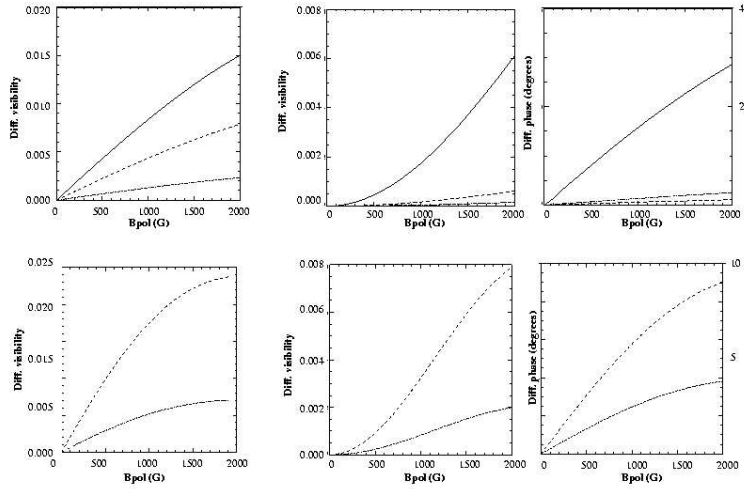 0.020
0.015
0.010
0.005
0.000
Diff. visibility
0 500 1000 1500 2000
Bpol (G)
0.008
0.006
0.004
0.002
0.000
Diff. visibility
0 500 1000 1500 2000
Bpol (G)
4
2
Diff. phase (degrees)
0 500 1000 1500 2000
Bpol (G)
0.025
0.020
0.015
0.005
0.000
Diff. visibility
0 500 1000 1500 2000
Bpol (G)
0.008
0.006
0.004
0.002
0.000
Diff. visibility
0 500 1000 1500 2000
Bpol (G)
10
5
Diff. phase (degrees)
0 500 1000 1500 2000
Bpol (G)